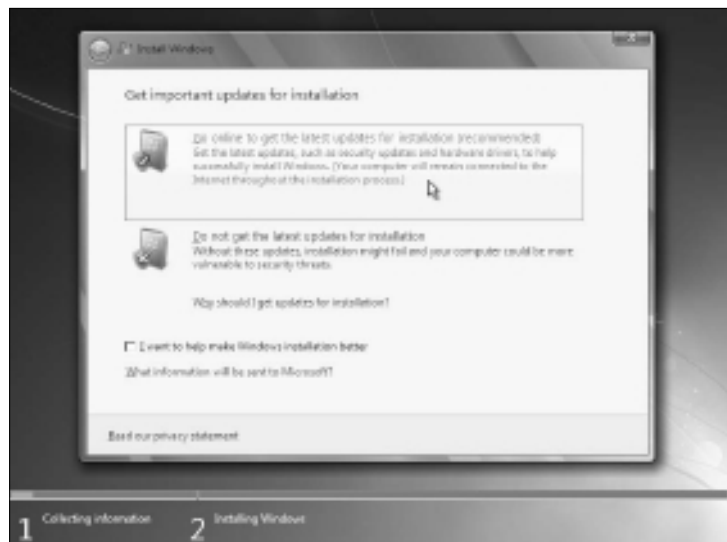 Install Windows
Get important updates for installation
Go online to get the latest updates for installation (recommended)
Get the latest updates, such as security updates and hardware drivers, to help
successfully install Windows. (Your computer will remain connected to the
Internet throughout the installation process.)
Do not get the latest updates for installation
Without these updates, installation might fail and your computer could be more
vulnerable to security threats.
Why should I get updates for installation?
I want to help make Windows installation better
What information will be sent to Microsoft?
Read our privacy statement
1 Collecting information
2 Installing Windows